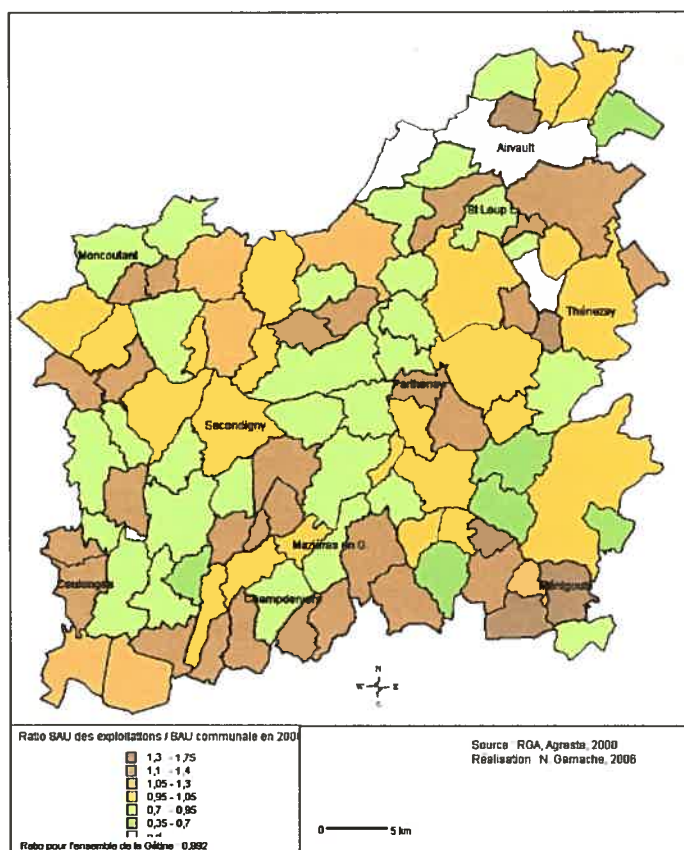 Airvault
St Loup
Moncoutant
Thénezay
Parthenay
Secondigny
Mazières en G.
Coulonges
Champdeniers
Ménigoute
N
W E
Ratio SAU des exploitations / SAU communale en 200
1,3 - 1,75
1,1 - 1,4
1,05 - 1,3
0,95 - 1,05
0,7 - 0,95
0,35 - 0,7
Ratio pour l'ensemble de la Gâtine : 0,892
Source : RGA, Agreste, 2000
Réalisation : N. Gamache, 2006
0 5 km